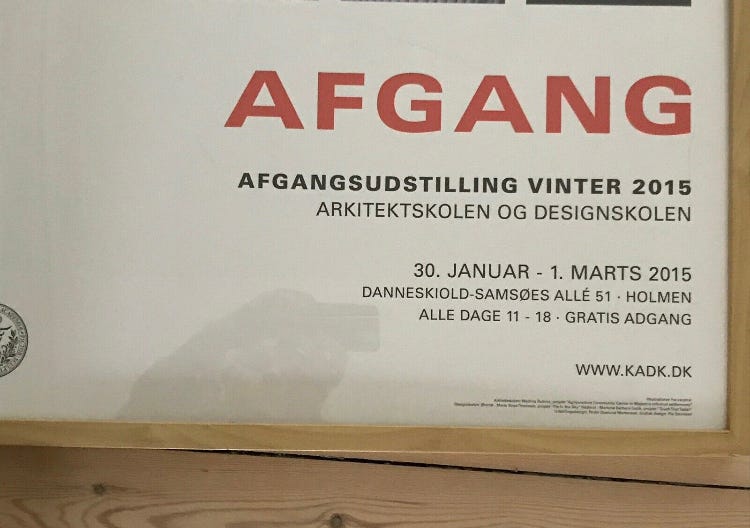 AFGANG
AFGANGSUDSTILLING VINTER 2015
ARKITEKTSKOLEN OG DESIGNSKOLEN
30. JANUAR - 1. MARTS 2015
DANNESKIOLD-SAMSØES ALLÉ 51 · HOLMEN
ALLE DAGE 11 - 18 · GRATIS ADGANG
WWW.KADK.DK